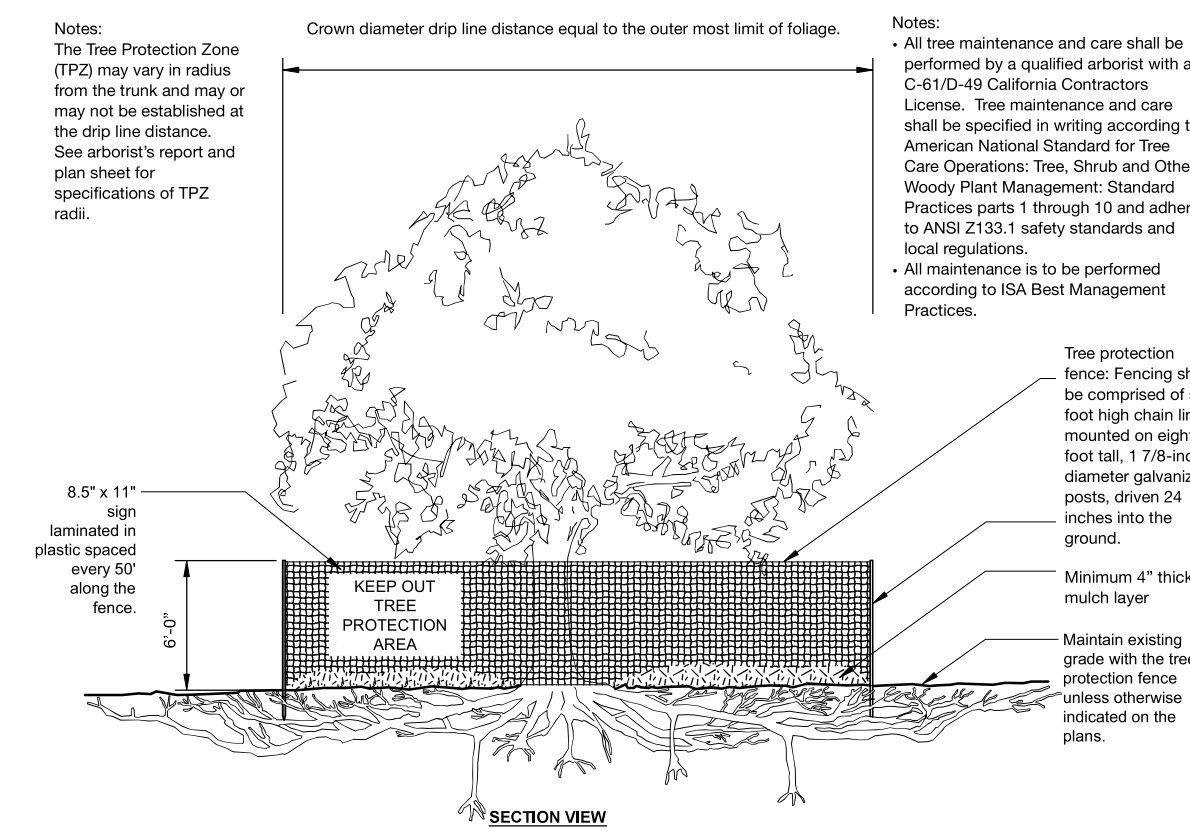 Notes:
The Tree Protection Zone
(TPZ) may vary in radius
from the trunk and may or
may not be established at
the drip line distance.
See arborist's report and
plan sheet for
specifications of TPZ
radii.
Crown diameter drip line distance equal to the outer most limit of foliage.
Notes:
• All tree maintenance and care shall be
performed by a qualified arborist with a
C-61/D-49 California Contractors
License. Tree maintenance and care
shall be specified in writing according t
American National Standard for Tree
Care Operations: Tree, Shrub and Othe
Woody Plant Management: Standard
Practices parts 1 through 10 and adher
to ANSI Z133.1 safety standards and
local regulations.
• All maintenance is to be performed
according to ISA Best Management
Practices.
Tree protection
fence: Fencing sh
be comprised of
foot high chain lin
mounted on eight
foot tall, 1 7/8-inc
diameter galvaniz
posts, driven 24
inches into the
ground.
8.5" x 11"
sign
laminated in
plastic spaced
every 50'
along the
fence.
6'-0"
KEEP OUT
TREE
PROTECTION
AREA
Minimum 4" thick
mulch layer
Maintain existing
grade with the tree
protection fence
unless otherwise
indicated on the
plans.
SECTION VIEW